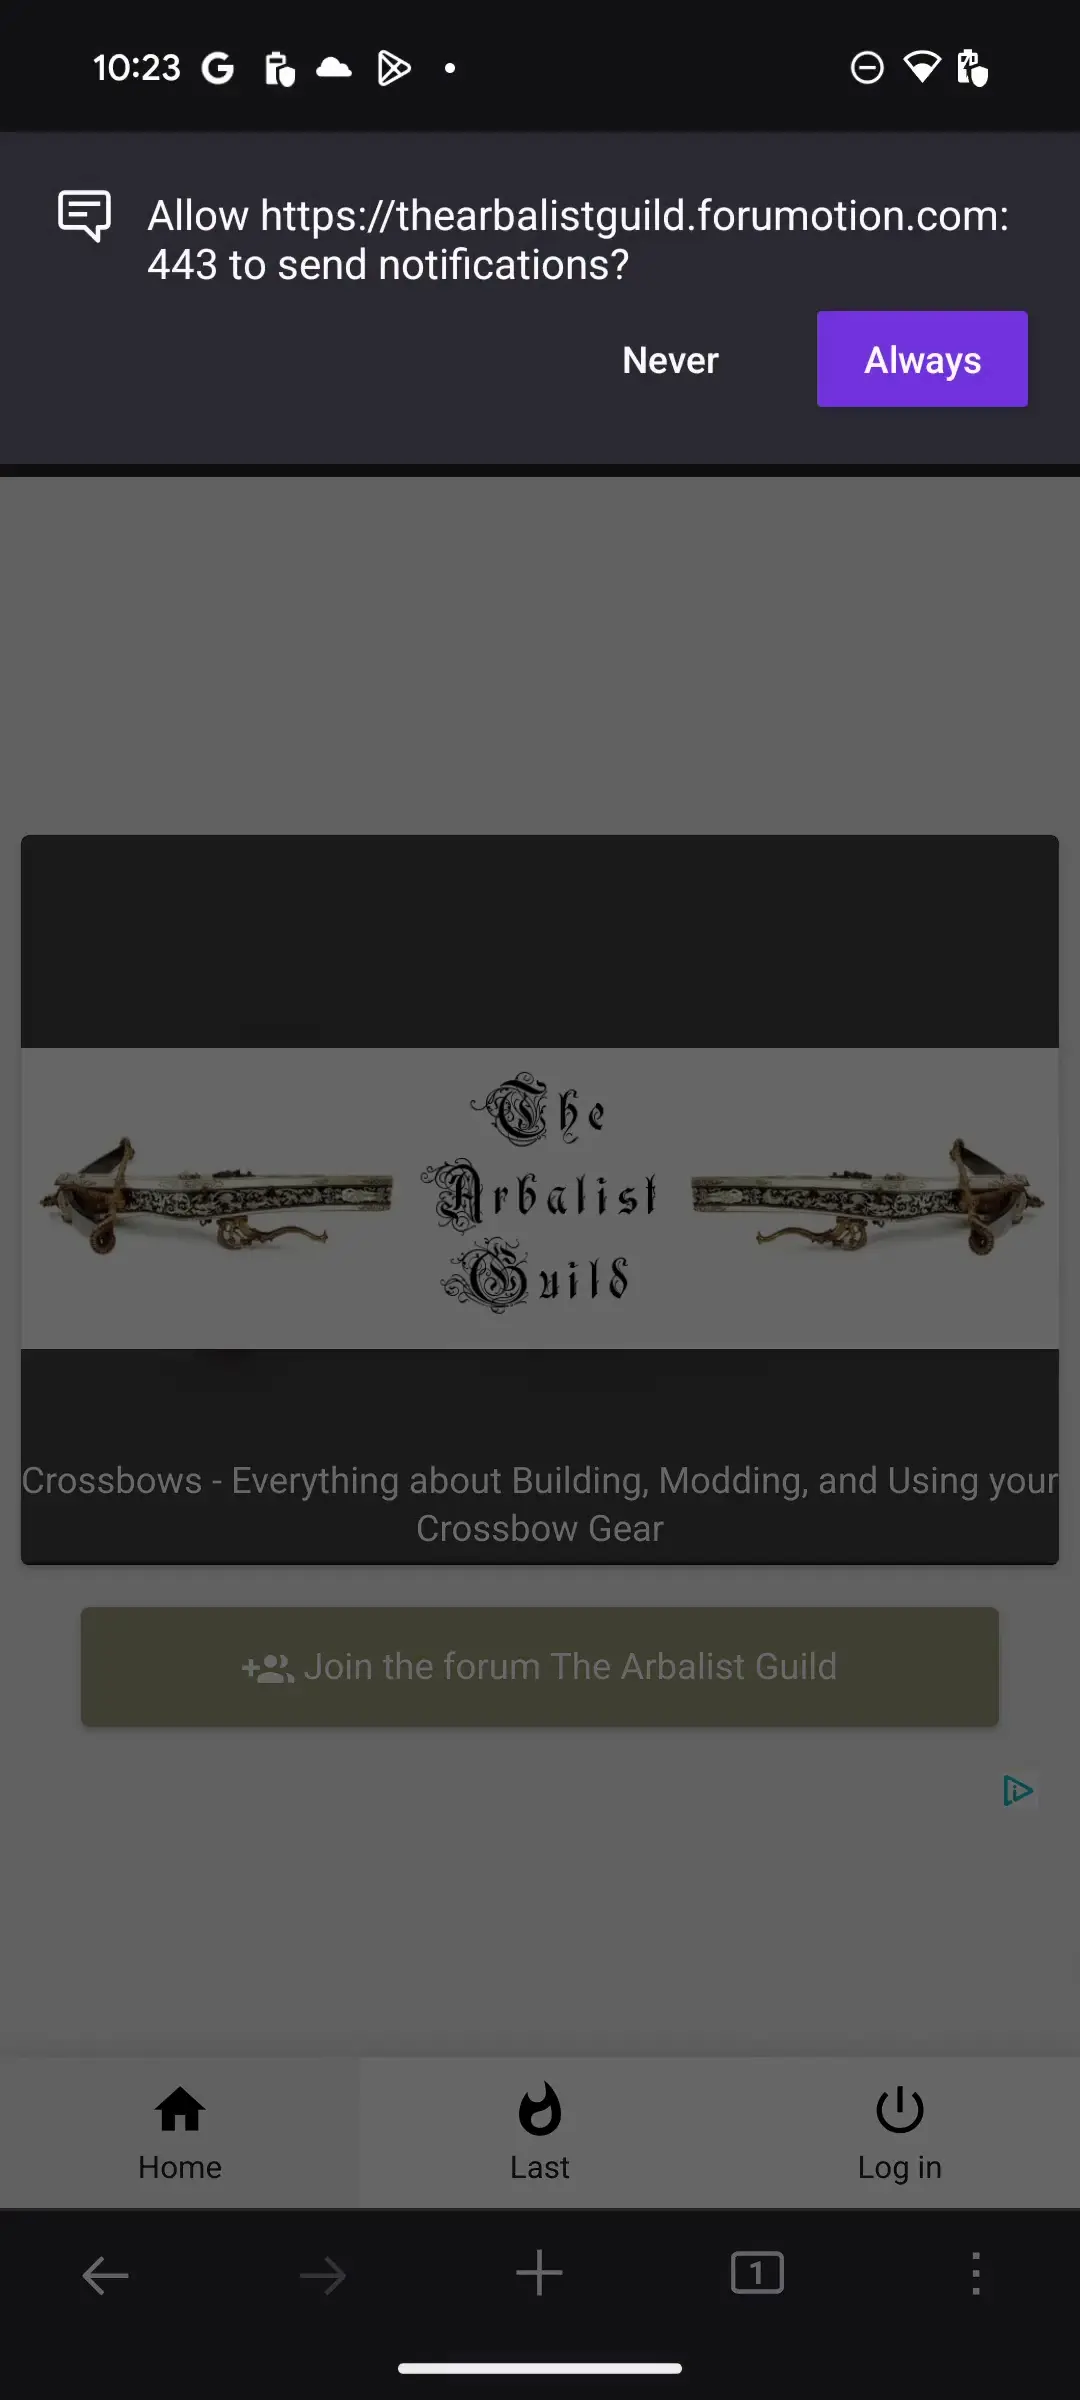 10:23
Allow https://thearbalistguild.forumotion.com:
443 to send notifications?
Never
Always
The
Arbalist
Guild
Crossbows - Everything about Building, Modding, and Using your
Crossbow Gear
Join the forum The Arbalist Guild
Home
Last
Log in
1